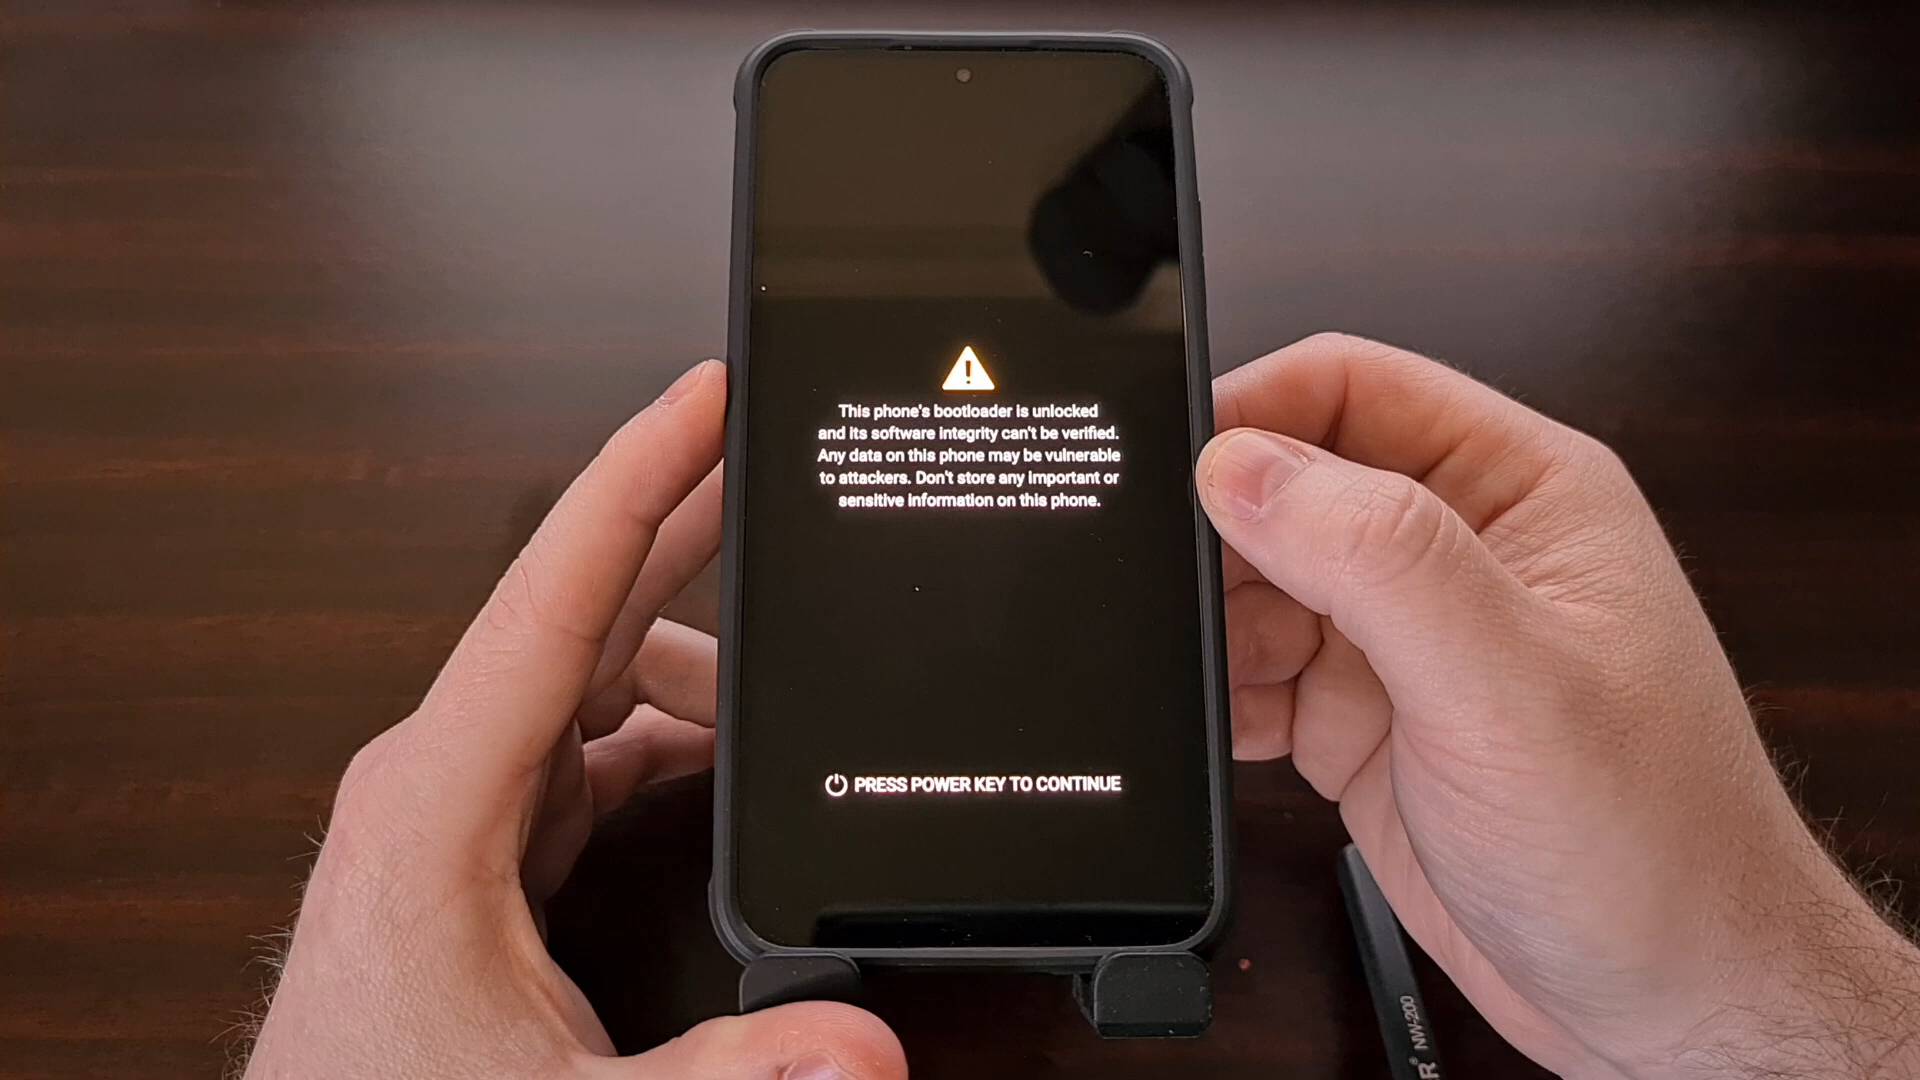 This phone's bootloader is unlocked
and its software integrity can't be verified.
Any data on this phone may be vulnerable
to attackers. Don't store any important or
sensitive information on this phone.
PRESS POWER KEY TO CONTINUE
R® NW-200